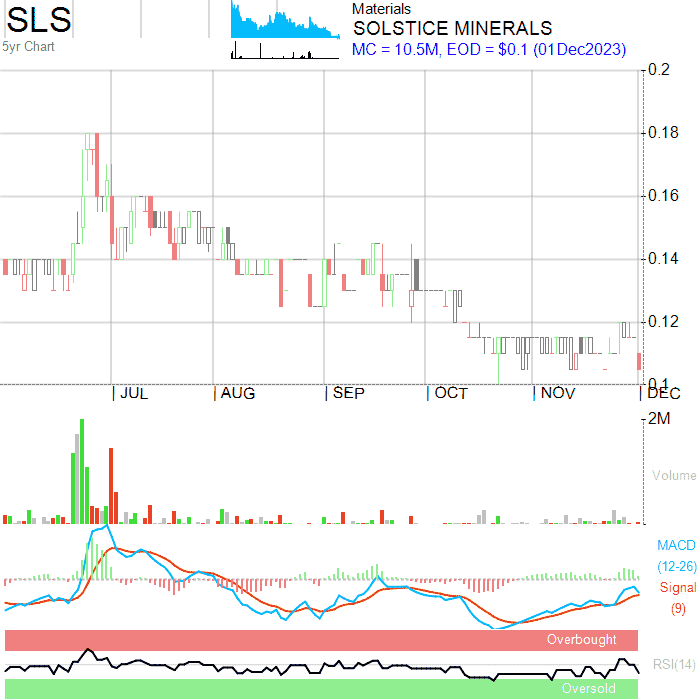 SLS
5yr Chart
Materials
SOLSTICE MINERALS
MC = 10.5M, EOD = $0.1 (01Dec2023)
0.2
0.18
0.16
0.14
0.12
0.1
JUL AUG SEP OCT NOV DEC
2M
Volume
MACD
(12-26)
Signal
(9)
Overbought
RSI(14)
Oversold